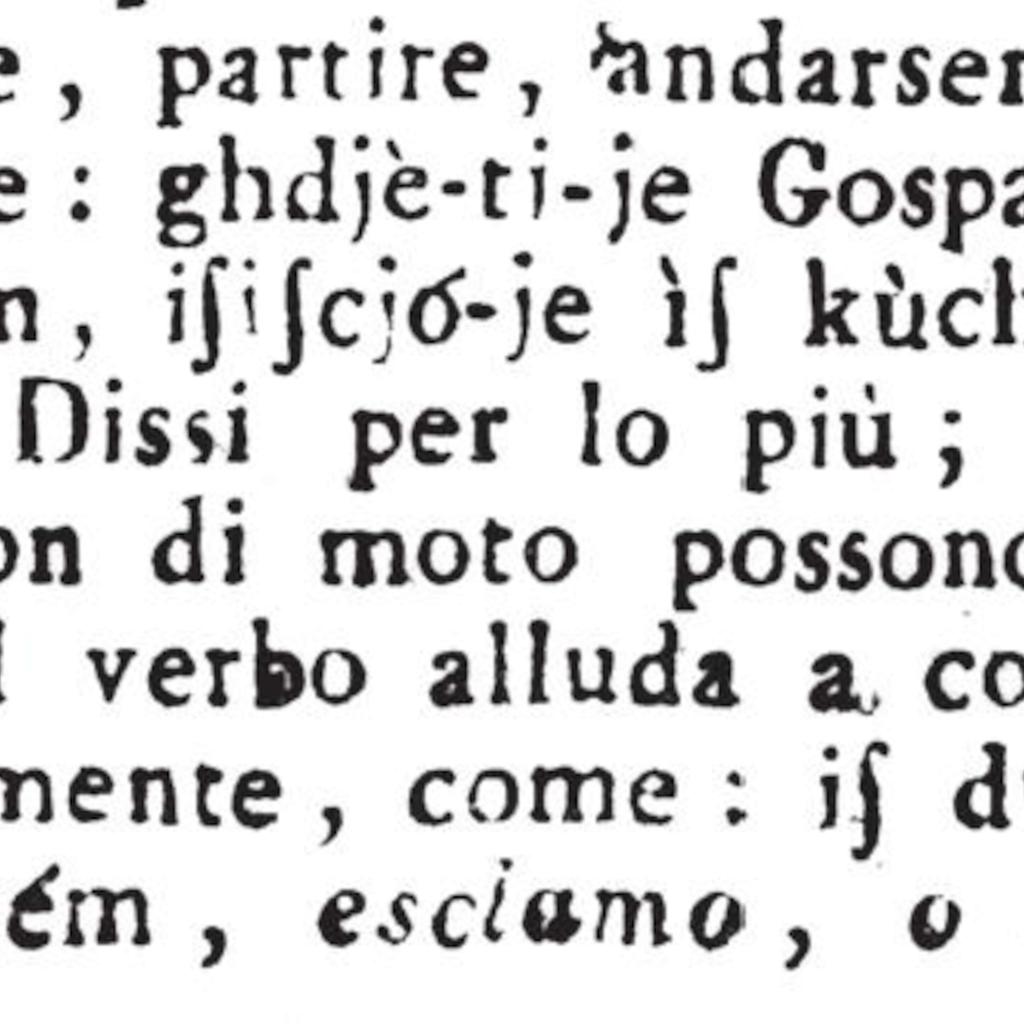 e, partire, andarsen
e: ghdjè-ti-je Gospa
n, iſiſcjó-je ìſ kùch
Dissi per lo più;
on di moto possono
l verbo alluda a co
mente, come: iſ d
ém, esciamo, o